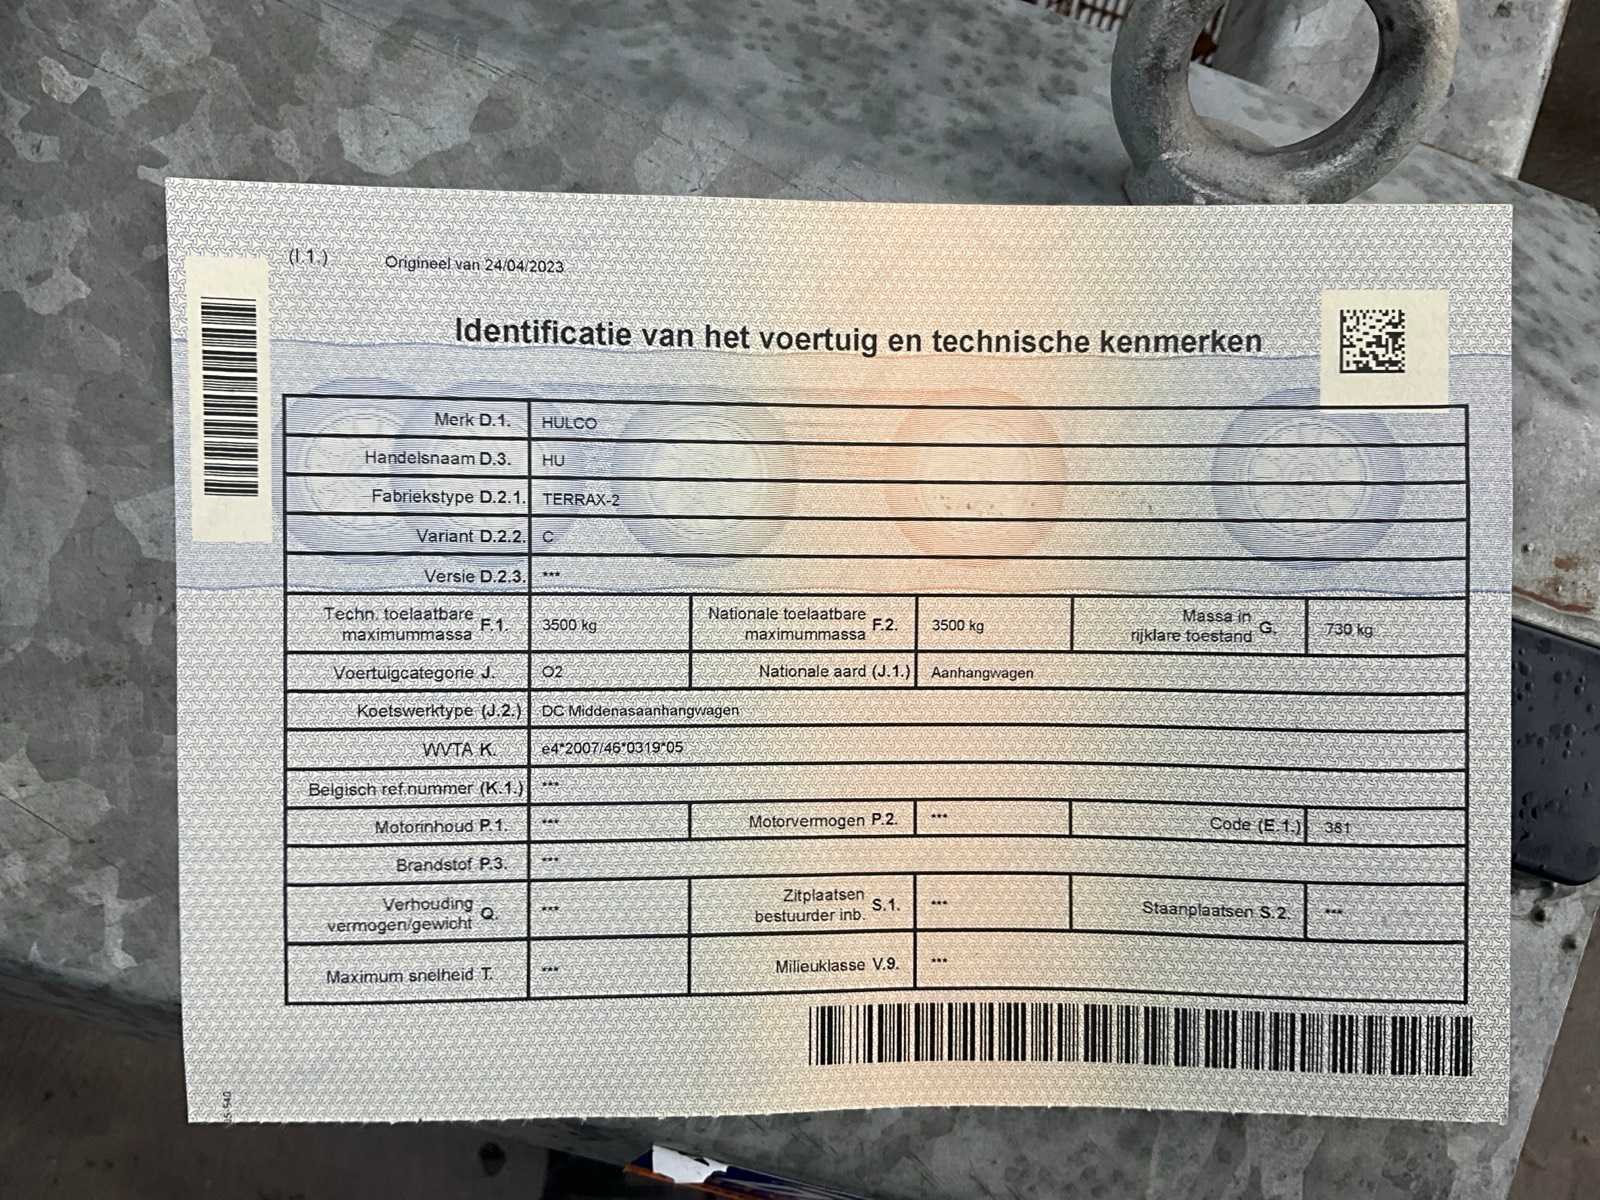 (I.1.) Origineel van 24/04/2023
Identificatie van het voertuig en technische kenmerken
Merk D.1. HULCO
Handelsnaam D.3. HU
Fabriekstype D.2.1. TERRAX-2
Variant D.2.2. C
Versie D.2.3. ***
Techn. toelaatbare maximummassa F.1. 3500 kg Nationale toelaatbare maximummassa F.2. 3500 kg Massa in rijklare toestand G. 730 kg
Voertuigcategorie J. O2 Nationale aard (J.1.) Aanhangwagen
Koetswerktype (J.2.) DC Middenasaanhangwagen
WVTA K. e4*2007/46*0319*05
Belgisch ref.nummer (K.1.) ***
Motorinhoud P.1. *** Motorvermogen P.2. *** Code (E.1.) 381
Brandstof P.3. ***
Verhouding vermogen/gewicht Q. *** Zitplaatsen bestuurder inb. S.1. *** Staanplaatsen S.2. ***
Maximum snelheid T. *** Milieuklasse V.9. ***